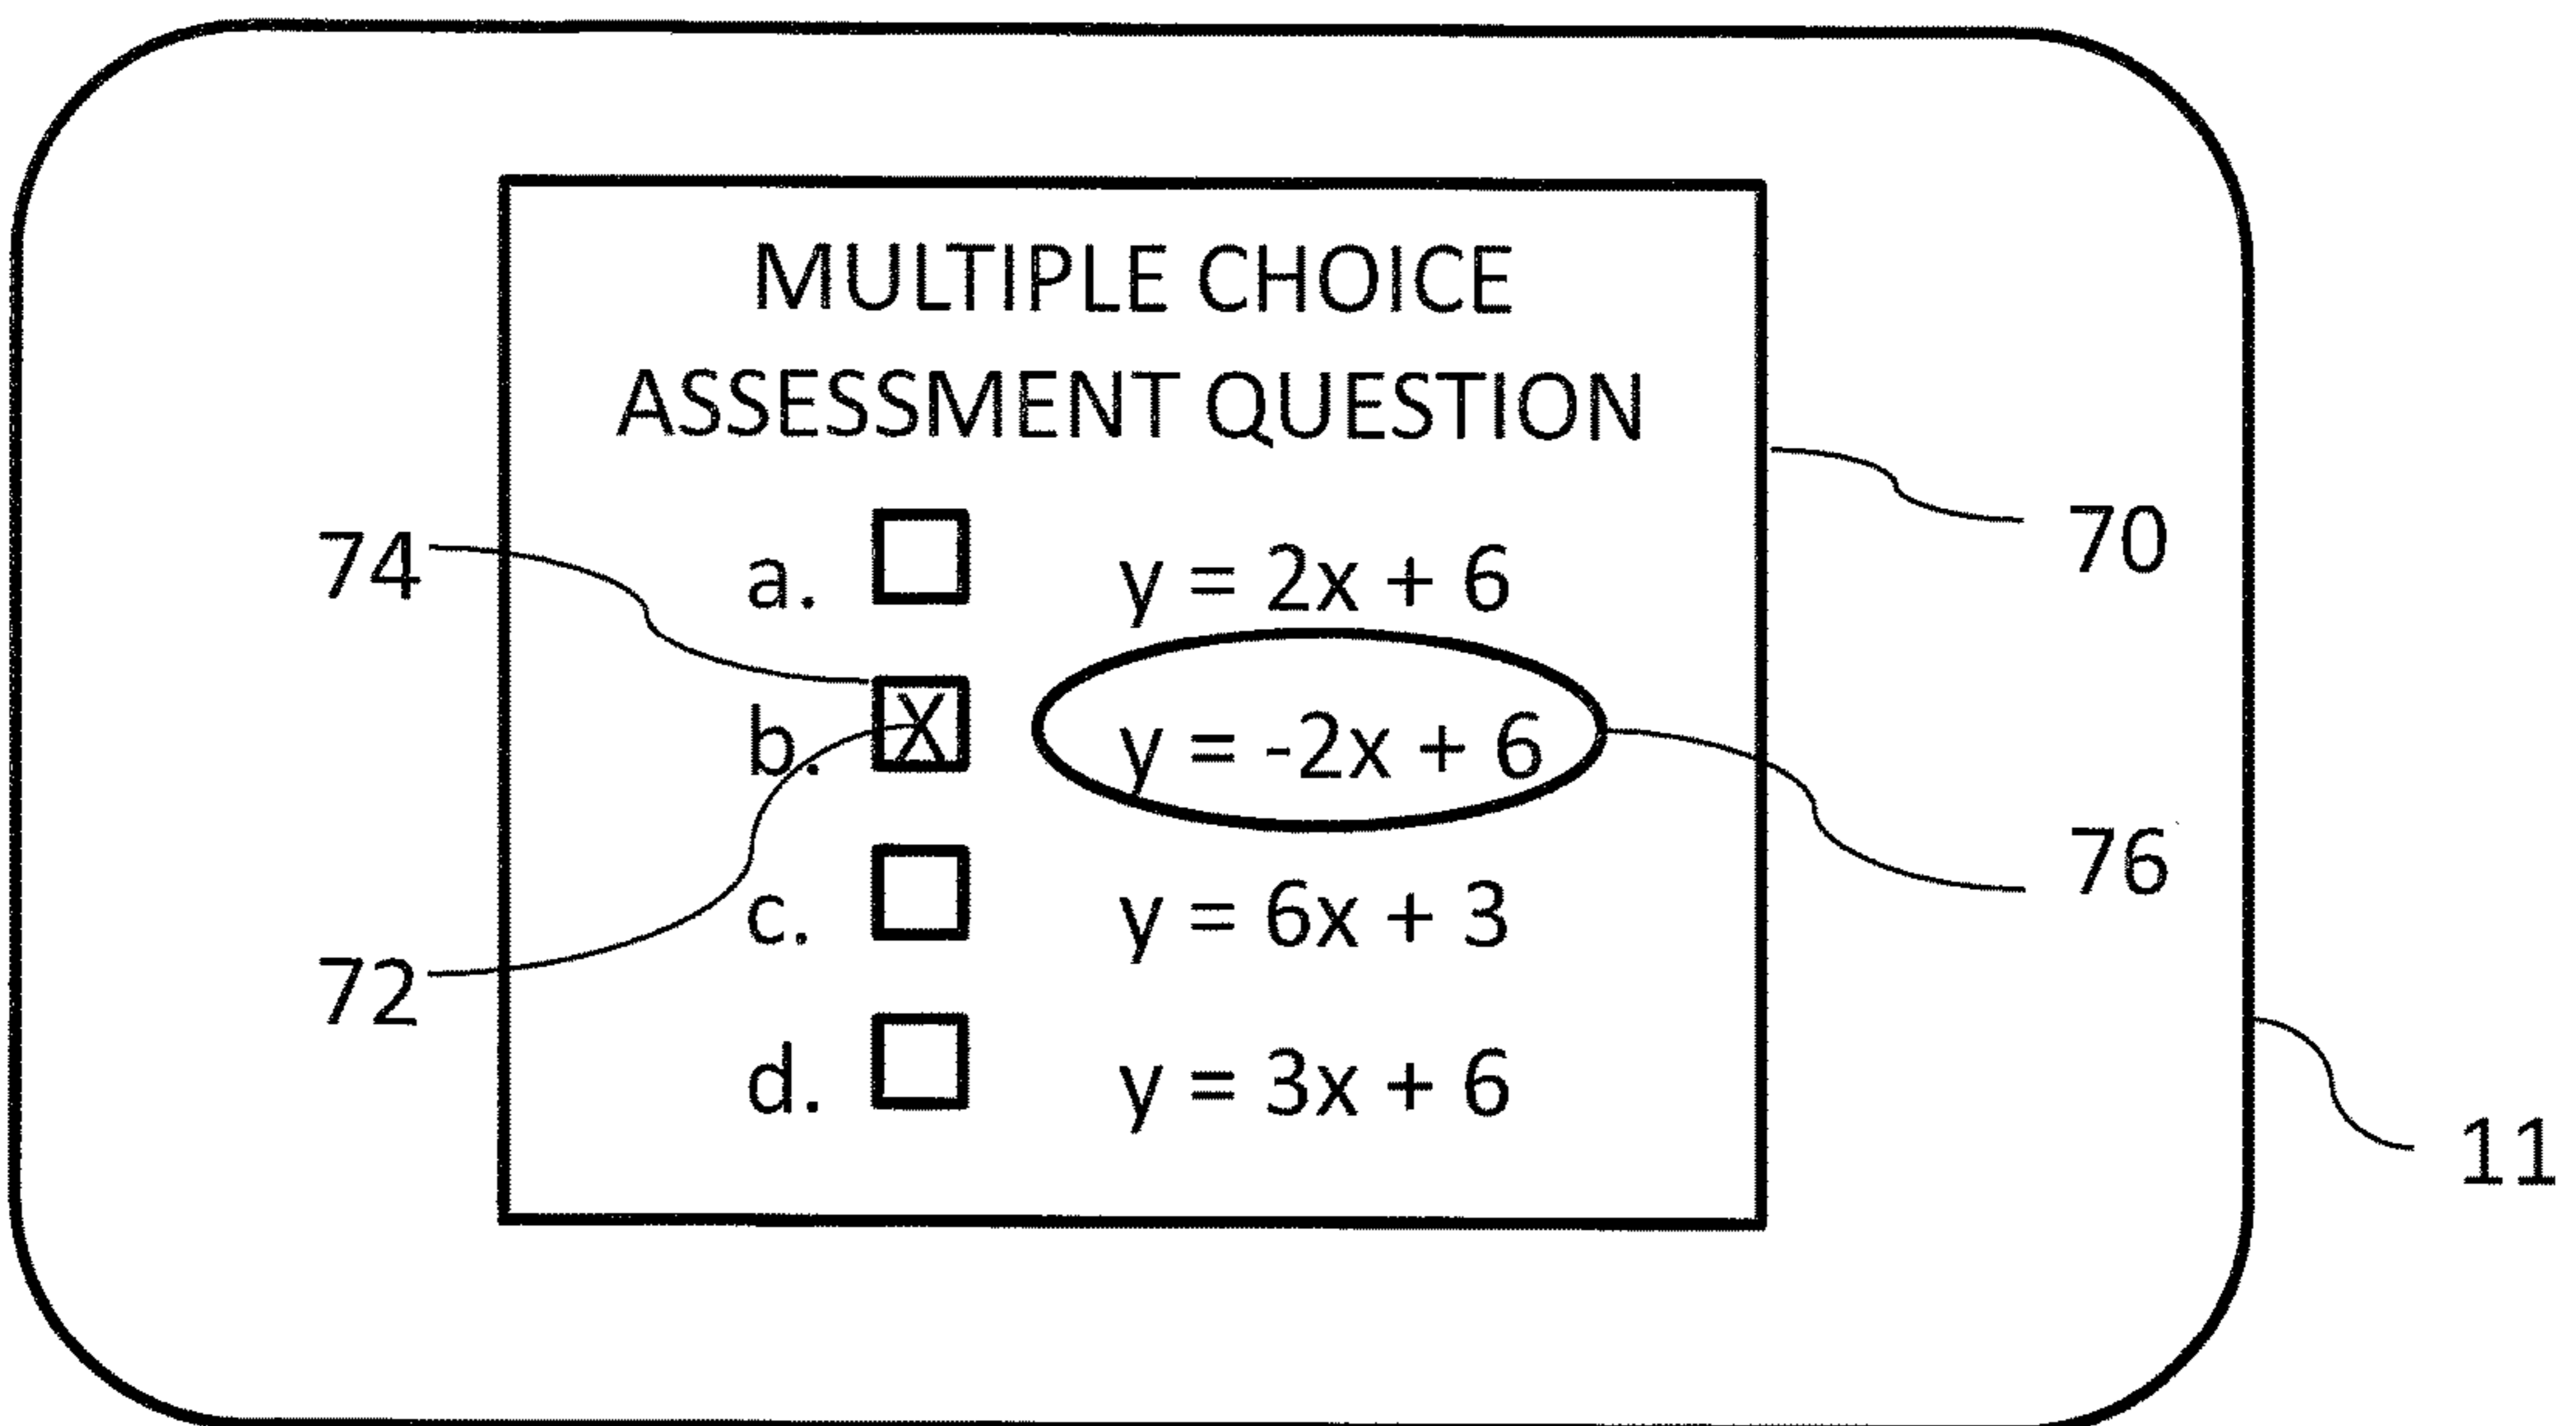 MULTIPLE CHOICE
ASSESSMENT QUESTION
70
74
a. y = 2x + 6
b. X y = -2x + 6
76
c. y = 6x + 3
72
d. y = 3x + 6
11